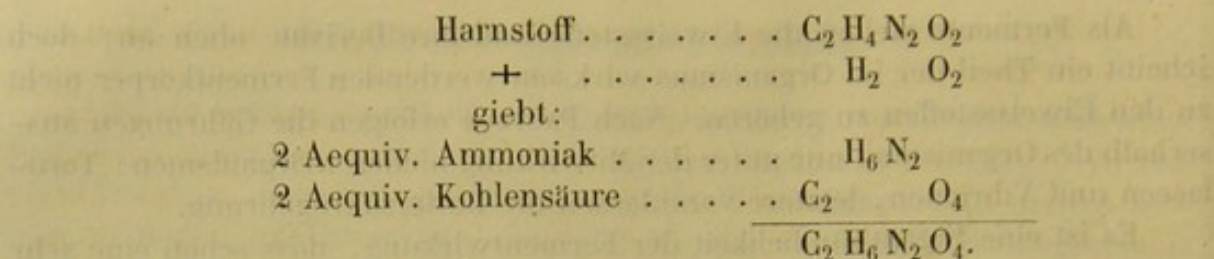 Harnstoff. . . . . . C₂ H₄ N₂ O₂
+ . . . . . . H₂ O₂
giebt:
2 Aequiv. Ammoniak . . . . . H₆ N₂
2 Aequiv. Kohlensäure . . . . . C₂ O₄
C₂ H₆ N₂ O₄.